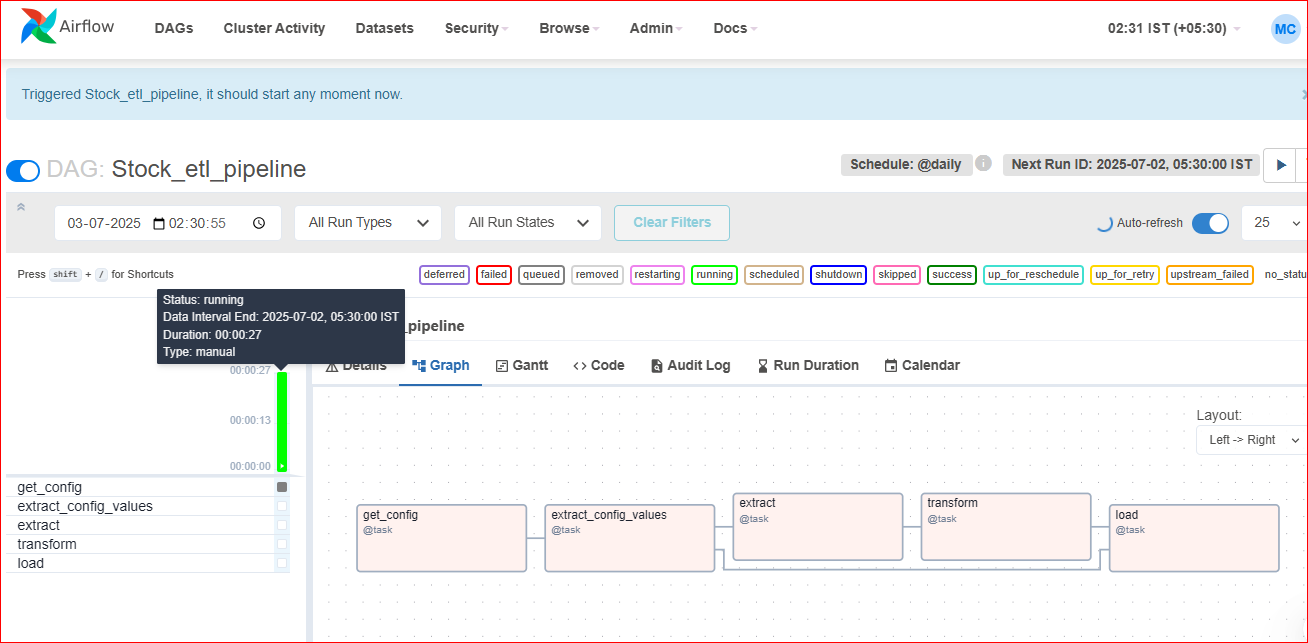 Airflow DAGs Cluster Activity Datasets Security Browse Admin Docs 02:31 IST (+05:30) MC
Triggered Stock_etl_pipeline, it should start any moment now. ×
DAG: Stock_etl_pipeline Schedule: @daily i Next Run ID: 2025-07-02, 05:30:00 IST
03-07-2025 02:30:55 All Run Types All Run States Clear Filters Auto-refresh 25
Press shift + / for Shortcuts deferred failed queued removed restarting running scheduled shutdown skipped success up_for_reschedule up_for_retry upstream_failed no_statu
Status: running
Data Interval End: 2025-07-02, 05:30:00 IST
Duration: 00:00:27
Type: manual
_pipeline
Details Graph Gantt Code Audit Log Run Duration Calendar
00:00:27
00:00:13
00:00:00
Layout:
Left -> Right
get_config
extract_config_values
extract
transform
load
get_config
@task
extract_config_values
@task
extract
@task
transform
@task
load
@task